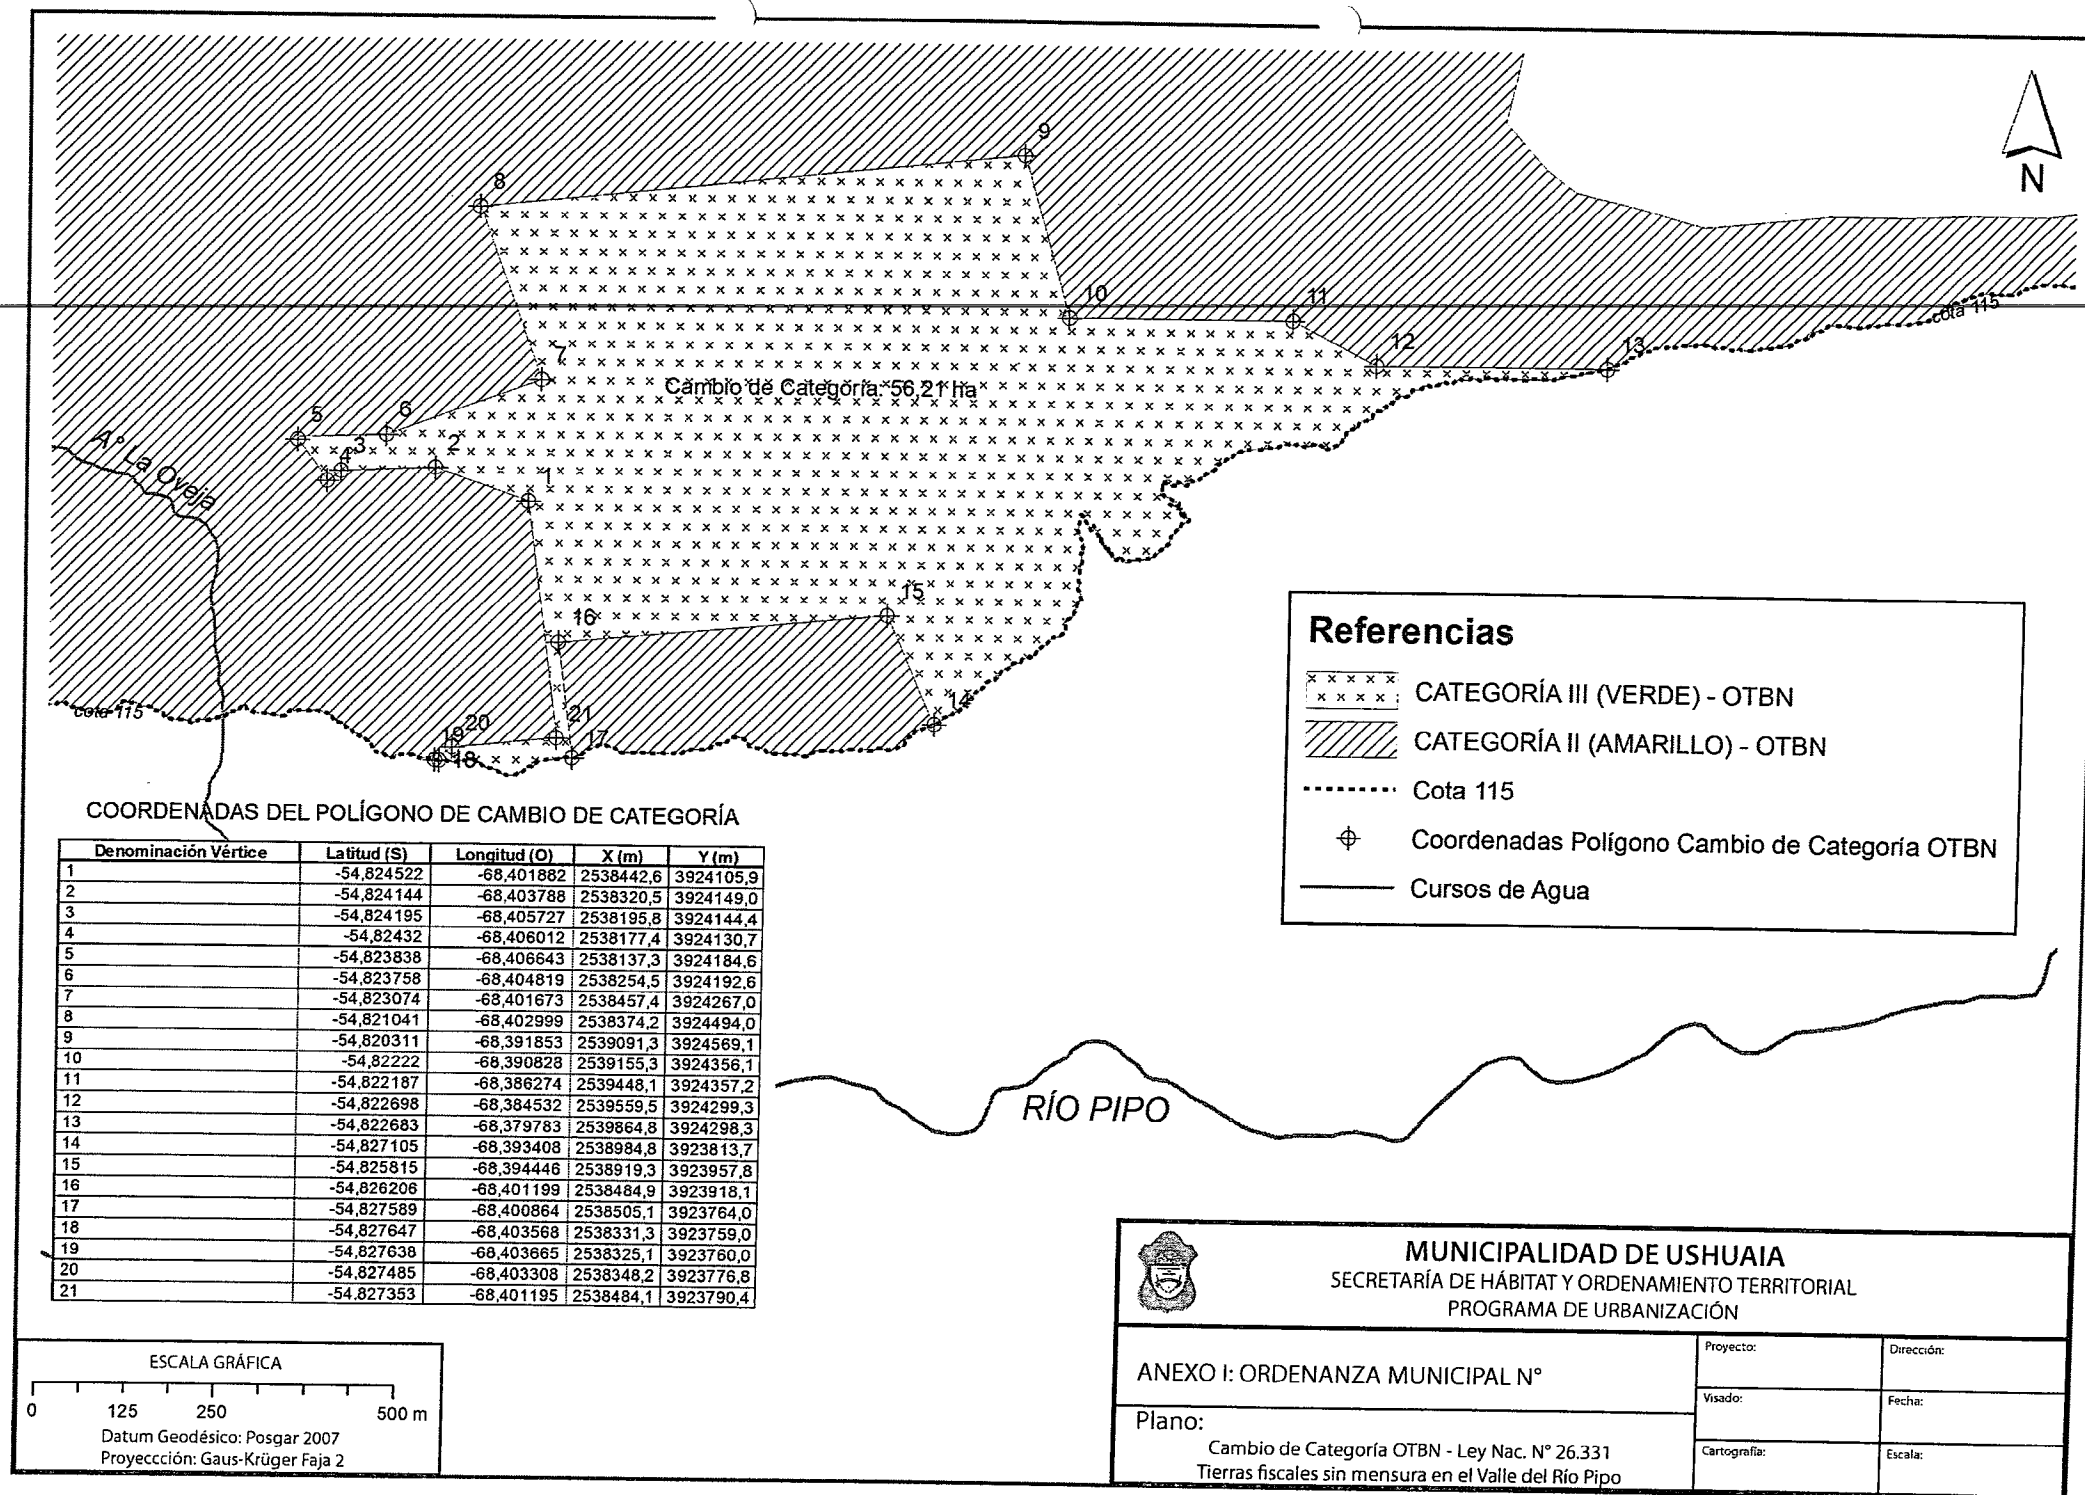 9
8
N
10
11
cota 115
12
13
7
Cambio de Categoría: 56,21 ha
5
6
3
2
4
A° La Oveja
1
15
16
Referencias
CATEGORÍA III (VERDE) - OTBN
14
cota 115
21
20
19
17
CATEGORÍA II (AMARILLO) - OTBN
18
Cota 115
Coordenadas Polígono Cambio de Categoría OTBN
Cursos de Agua
COORDENADAS DEL POLÍGONO DE CAMBIO DE CATEGORÍA
Denominación Vértice Latitud (S) Longitud (O) X (m) Y (m)
1 -54,824522 -68,401882 2538442,6 3924105,9
2 -54,824144 -68,403788 2538320,5 3924149,0
3 -54,824195 -68,405727 2538195,8 3924144,4
4 -54,82432 -68,406012 2538177,4 3924130,7
5 -54,823838 -68,406643 2538137,3 3924184,6
6 -54,823758 -68,404819 2538254,5 3924192,6
7 -54,823074 -68,401673 2538457,4 3924267,0
8 -54,821041 -68,402999 2538374,2 3924494,0
9 -54,820311 -68,391853 2539091,3 3924569,1
10 -54,82222 -68,390828 2539155,3 3924356,1
11 -54,822187 -68,386274 2539448,1 3924357,2
12 -54,822698 -68,384532 2539559,5 3924299,3
13 -54,822683 -68,379783 2539864,8 3924298,3
14 -54,827105 -68,393408 2538984,8 3923813,7
15 -54,825815 -68,394446 2538919,3 3923957,8
16 -54,826206 -68,401199 2538484,9 3923918,1
17 -54,827589 -68,400864 2538505,1 3923764,0
18 -54,827647 -68,403568 2538331,3 3923759,0
19 -54,827638 -68,403665 2538325,1 3923760,0
20 -54,827485 -68,403308 2538348,2 3923776,8
21 -54,827353 -68,401195 2538484,1 3923790,4
RÍO PIPO
ESCALA GRÁFICA
0 125 250 500 m
Datum Geodésico: Posgar 2007
Proyeccción: Gaus-Krüger Faja 2
MUNICIPALIDAD DE USHUAIA
SECRETARÍA DE HÁBITAT Y ORDENAMIENTO TERRITORIAL
PROGRAMA DE URBANIZACIÓN
ANEXO I: ORDENANZA MUNICIPAL N°
Proyecto:
Dirección:
Visado:
Fecha:
Plano:
Cambio de Categoría OTBN - Ley Nac. N° 26.331
Tierras fiscales sin mensura en el Valle del Río Pipo
Cartografía:
Escala: